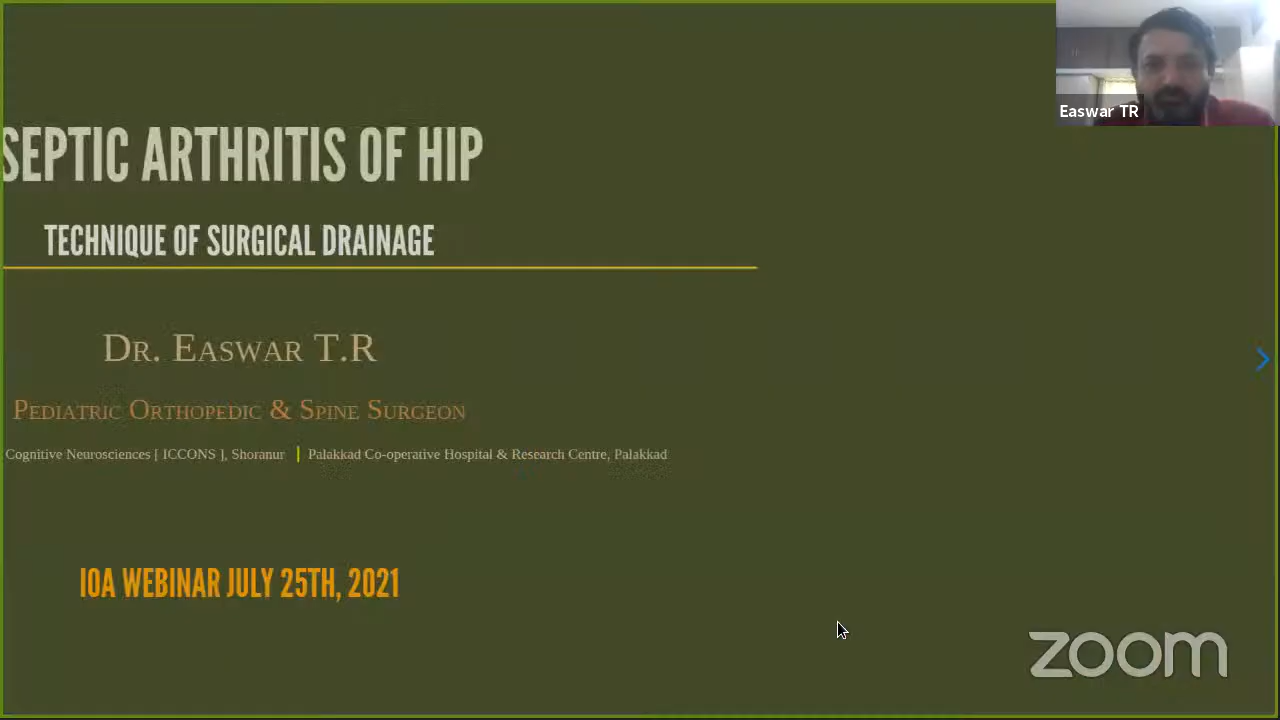 SEPTIC ARTHRITIS OF HIP
TECHNIQUE OF SURGICAL DRAINAGE
DR. EASWAR T.R
PEDIATRIC ORTHOPEDIC & SPINE SURGEON
Cognitive Neurosciences [ ICCONS ], Shoranur | Palakkad Co-operative Hospital & Research Centre, Palakkad
IOA WEBINAR JULY 25TH, 2021
Easwar TR
zoom